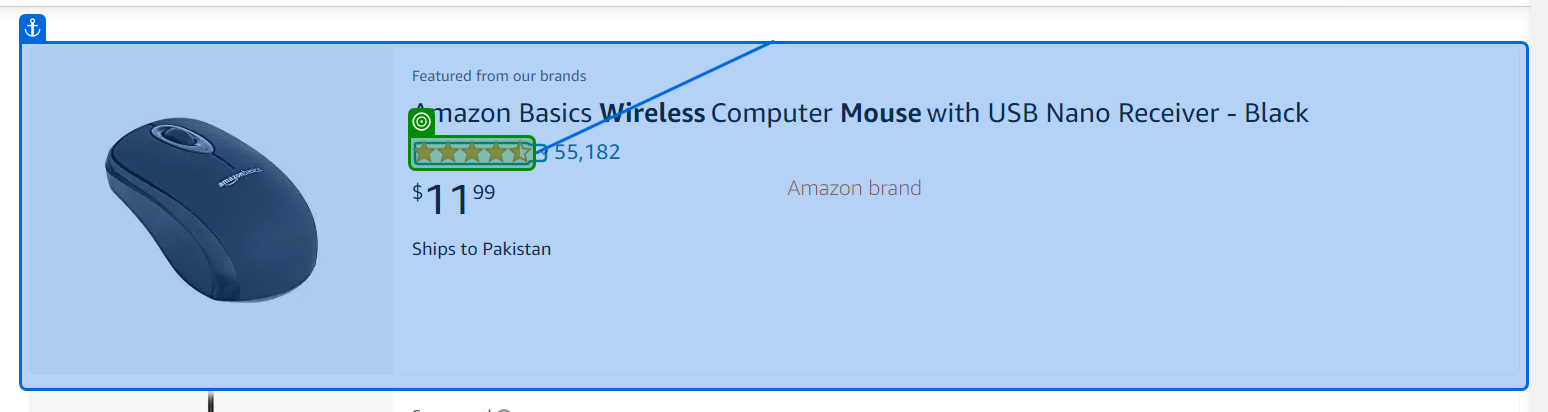 Featured from our brands
Amazon Basics Wireless Computer Mouse with USB Nano Receiver - Black
55,182
$11.99
Amazon brand
Ships to Pakistan
amazonbasics